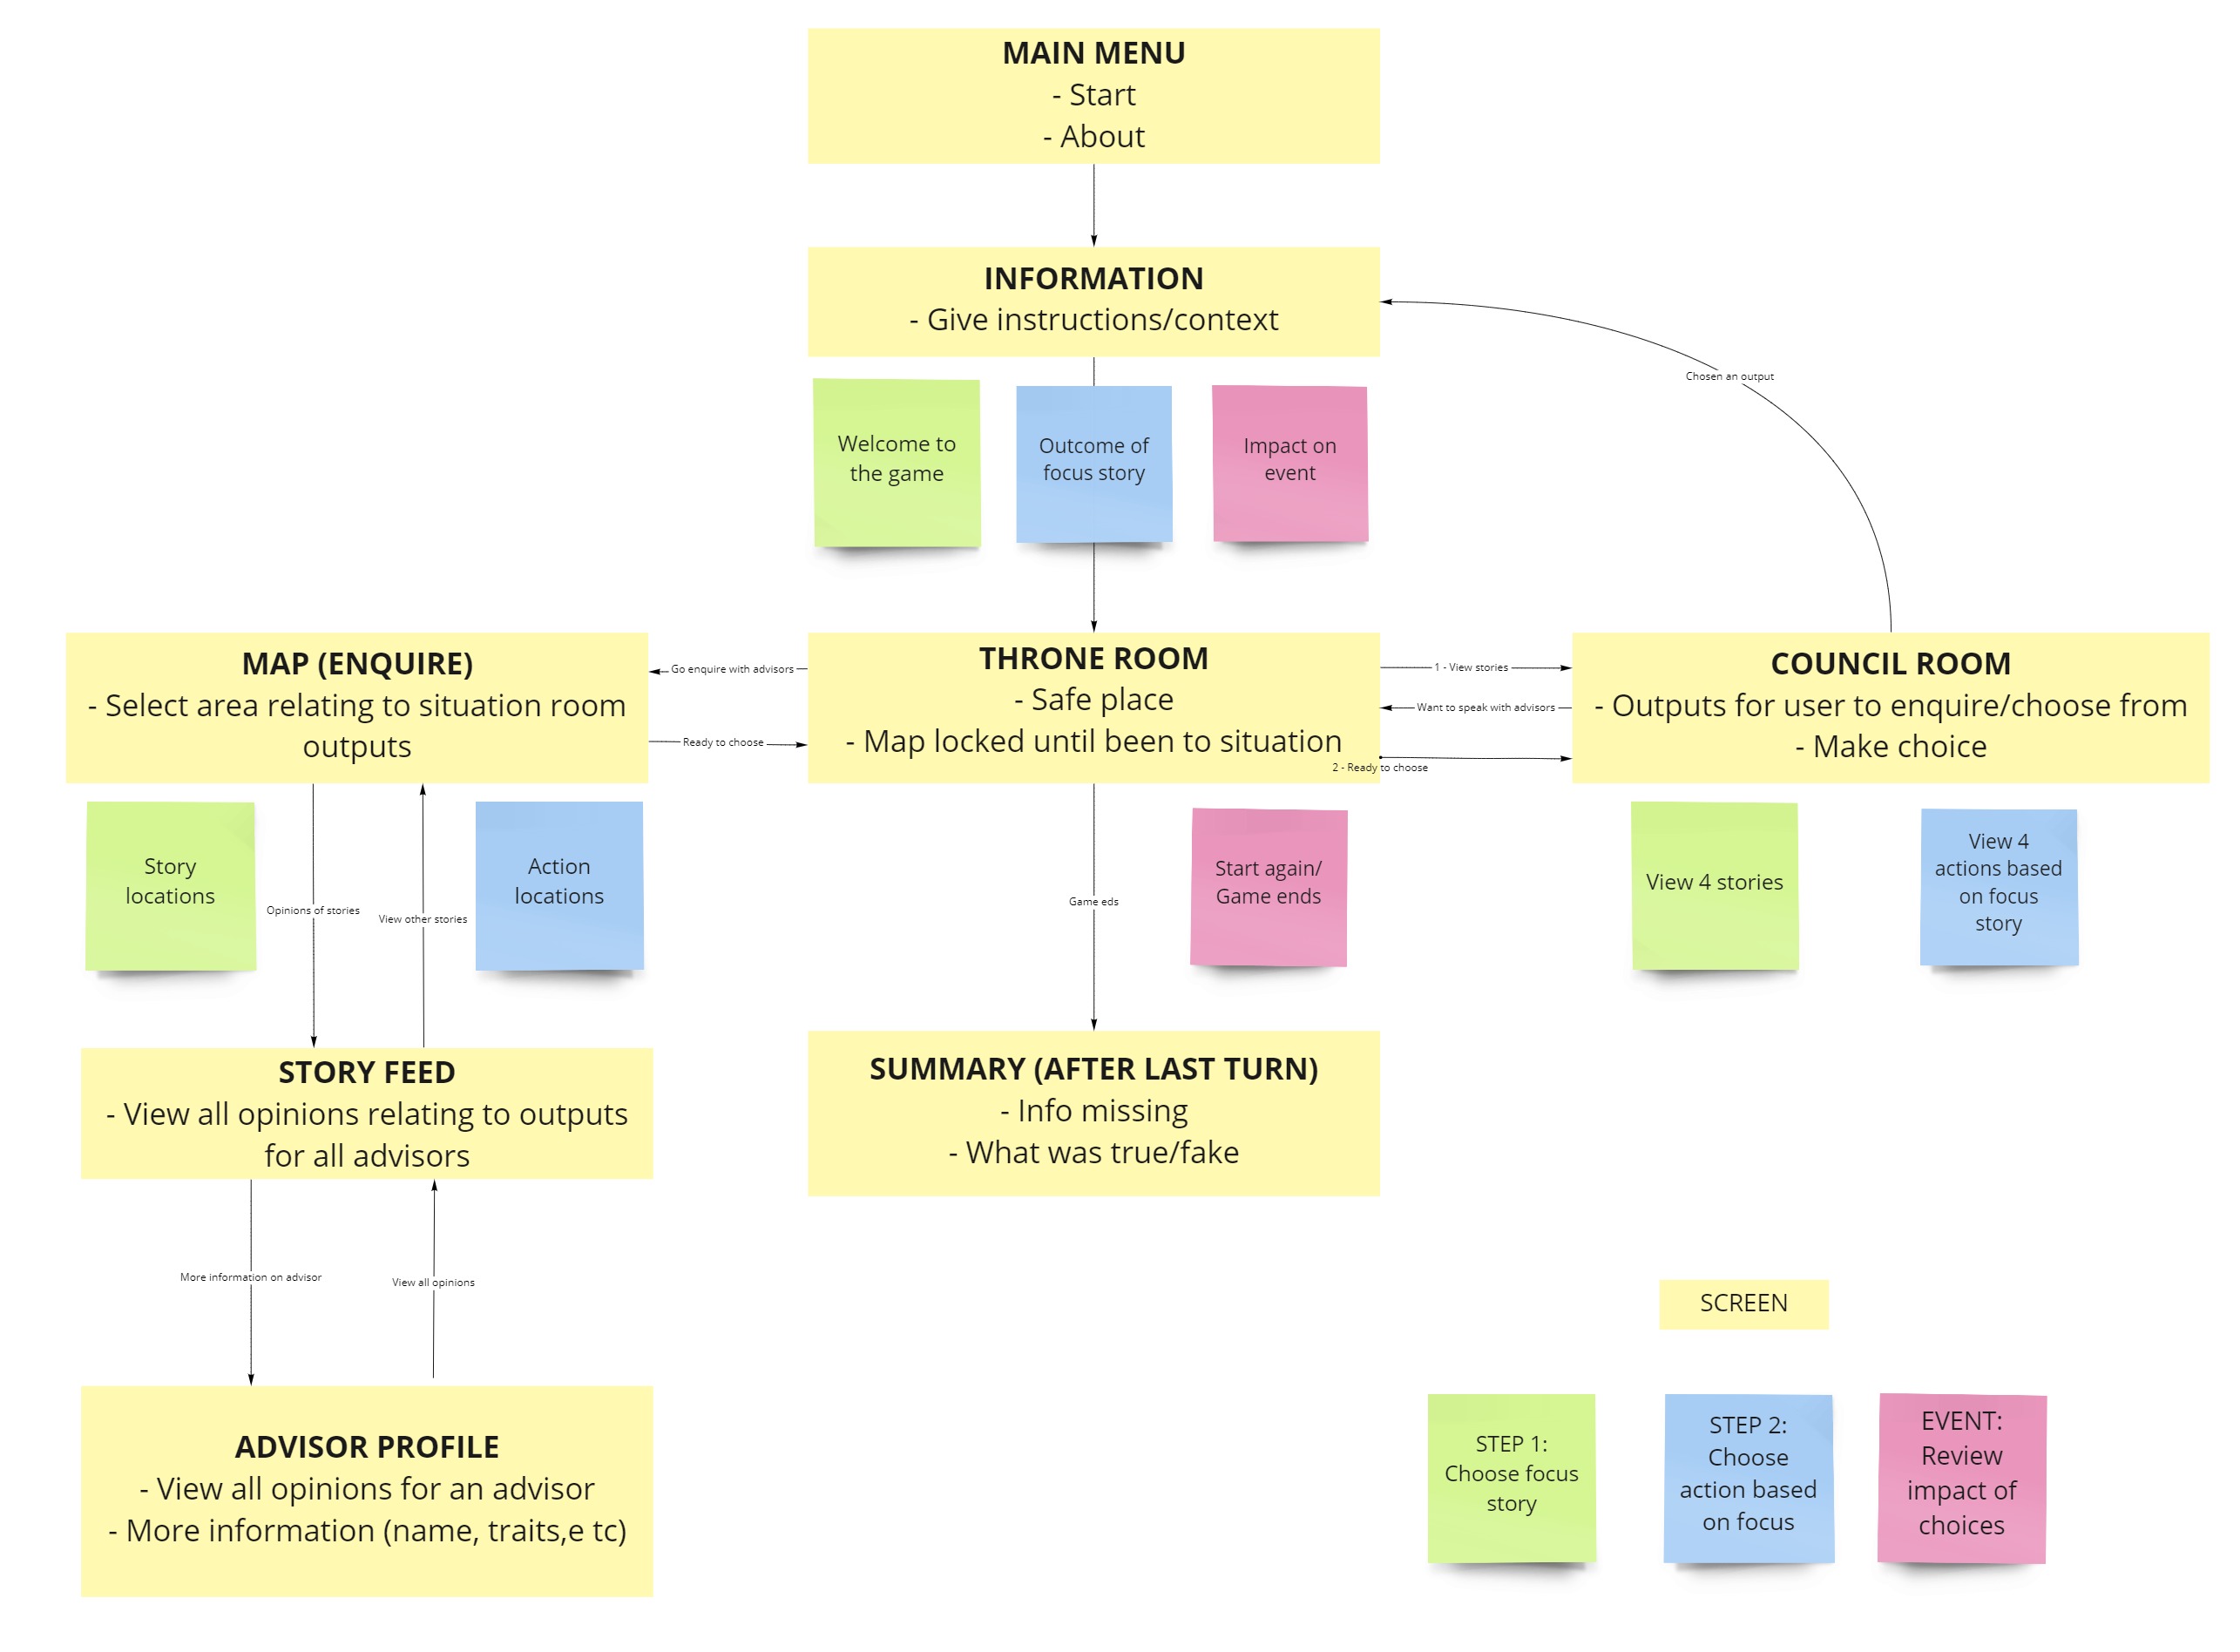 MAIN MENU
- Start
- About
INFORMATION
- Give instructions/context
Chosen an output
Welcome to
the game
Outcome of
focus story
Impact on
event
MAP (ENQUIRE)
- Select area relating to situation room
outputs
Go enquire with advisors
Ready to choose
THRONE ROOM
- Safe place
- Map locked until been to situation
1 - View stories
Want to speak with advisors
2 - Ready to choose
COUNCIL ROOM
- Outputs for user to enquire/choose from
- Make choice
Story
locations
Opinions of stories
View other stories
Action
locations
Game eds
Start again/
Game ends
View 4 stories
View 4
actions based
on focus
story
STORY FEED
- View all opinions relating to outputs
for all advisors
SUMMARY (AFTER LAST TURN)
- Info missing
- What was true/fake
More information on advisor
View all opinions
ADVISOR PROFILE
- View all opinions for an advisor
- More information (name, traits,e tc)
SCREEN
STEP 1:
Choose focus
story
STEP 2:
Choose
action based
on focus
EVENT:
Review
impact of
choices